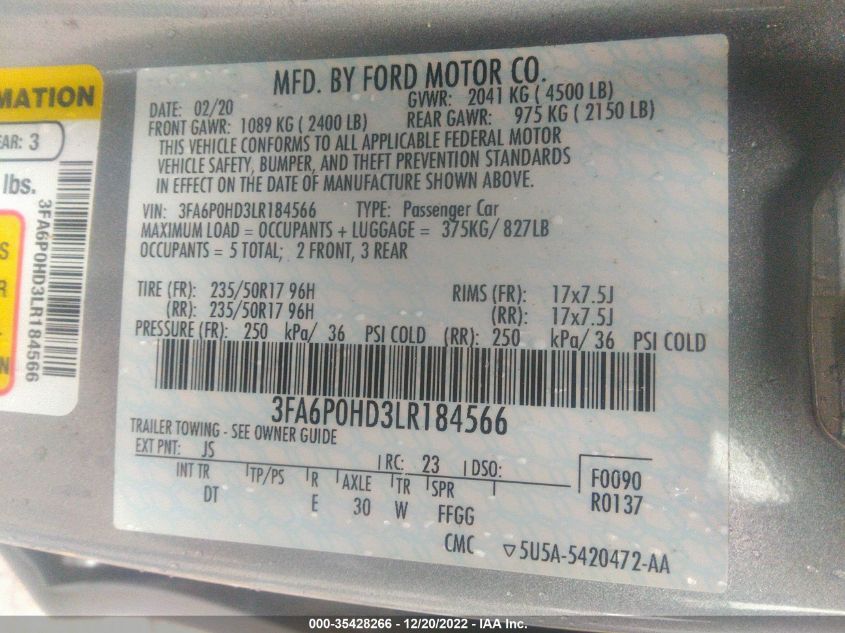 MATION
EAR: 3
lbs.
S
R
N
3FA6P0HD3LR184566
MFD. BY FORD MOTOR CO.
DATE: 02/20 GVWR: 2041 KG ( 4500 LB)
FRONT GAWR: 1089 KG ( 2400 LB) REAR GAWR: 975 KG ( 2150 LB)
THIS VEHICLE CONFORMS TO ALL APPLICABLE FEDERAL MOTOR
VEHICLE SAFETY, BUMPER, AND THEFT PREVENTION STANDARDS
IN EFFECT ON THE DATE OF MANUFACTURE SHOWN ABOVE.
VIN: 3FA6P0HD3LR184566 TYPE: Passenger Car
MAXIMUM LOAD = OCCUPANTS + LUGGAGE = 375KG/ 827LB
OCCUPANTS = 5 TOTAL; 2 FRONT, 3 REAR
TIRE (FR): 235/50R17 96H RIMS (FR): 17x7.5J
(RR): 235/50R17 96H (RR): 17x7.5J
PRESSURE (FR): 250 kPa/ 36 PSI COLD (RR): 250 kPa/ 36 PSI COLD
3FA6P0HD3LR184566
TRAILER TOWING - SEE OWNER GUIDE
EXT PNT: JS RC: 23 DSO: F0090
INT TR TP/PS R AXLE TR SPR R0137
DT E 30 W FFGG
CMC ▽5U5A-5420472-AA
000-35428266 - 12/20/2022 - IAA Inc.